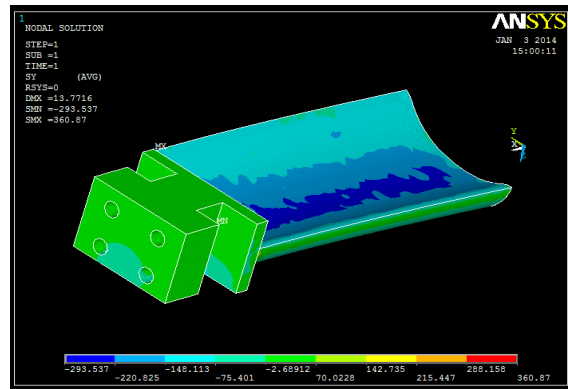 1
NODAL SOLUTION
STEP=1
SUB =1
TIME=1
SY (AVG)
RSYS=0
DMX =13.7716
SMN =-293.537
SMX =360.87
ANSYS
JAN 3 2014
15:00:11
MX
MN
Y
X
-293.537 -148.113 -2.68912 142.735 288.158
-220.825 -75.401 70.0228 215.447 360.87